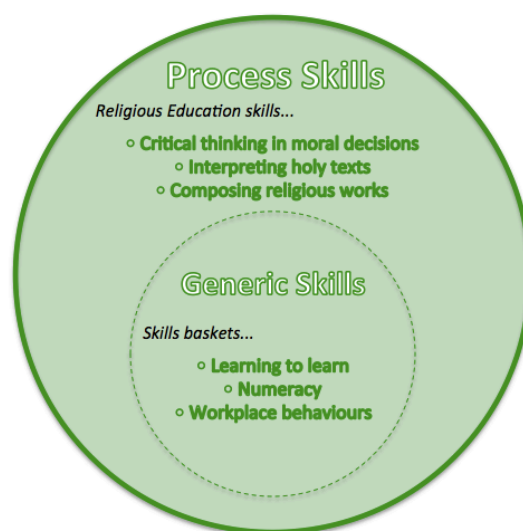 Process Skills
Religious Education skills...
○ Critical thinking in moral decisions
○ Interpreting holy texts
○ Composing religious works
Generic Skills
Skills baskets...
○ Learning to learn
○ Numeracy
○ Workplace behaviours